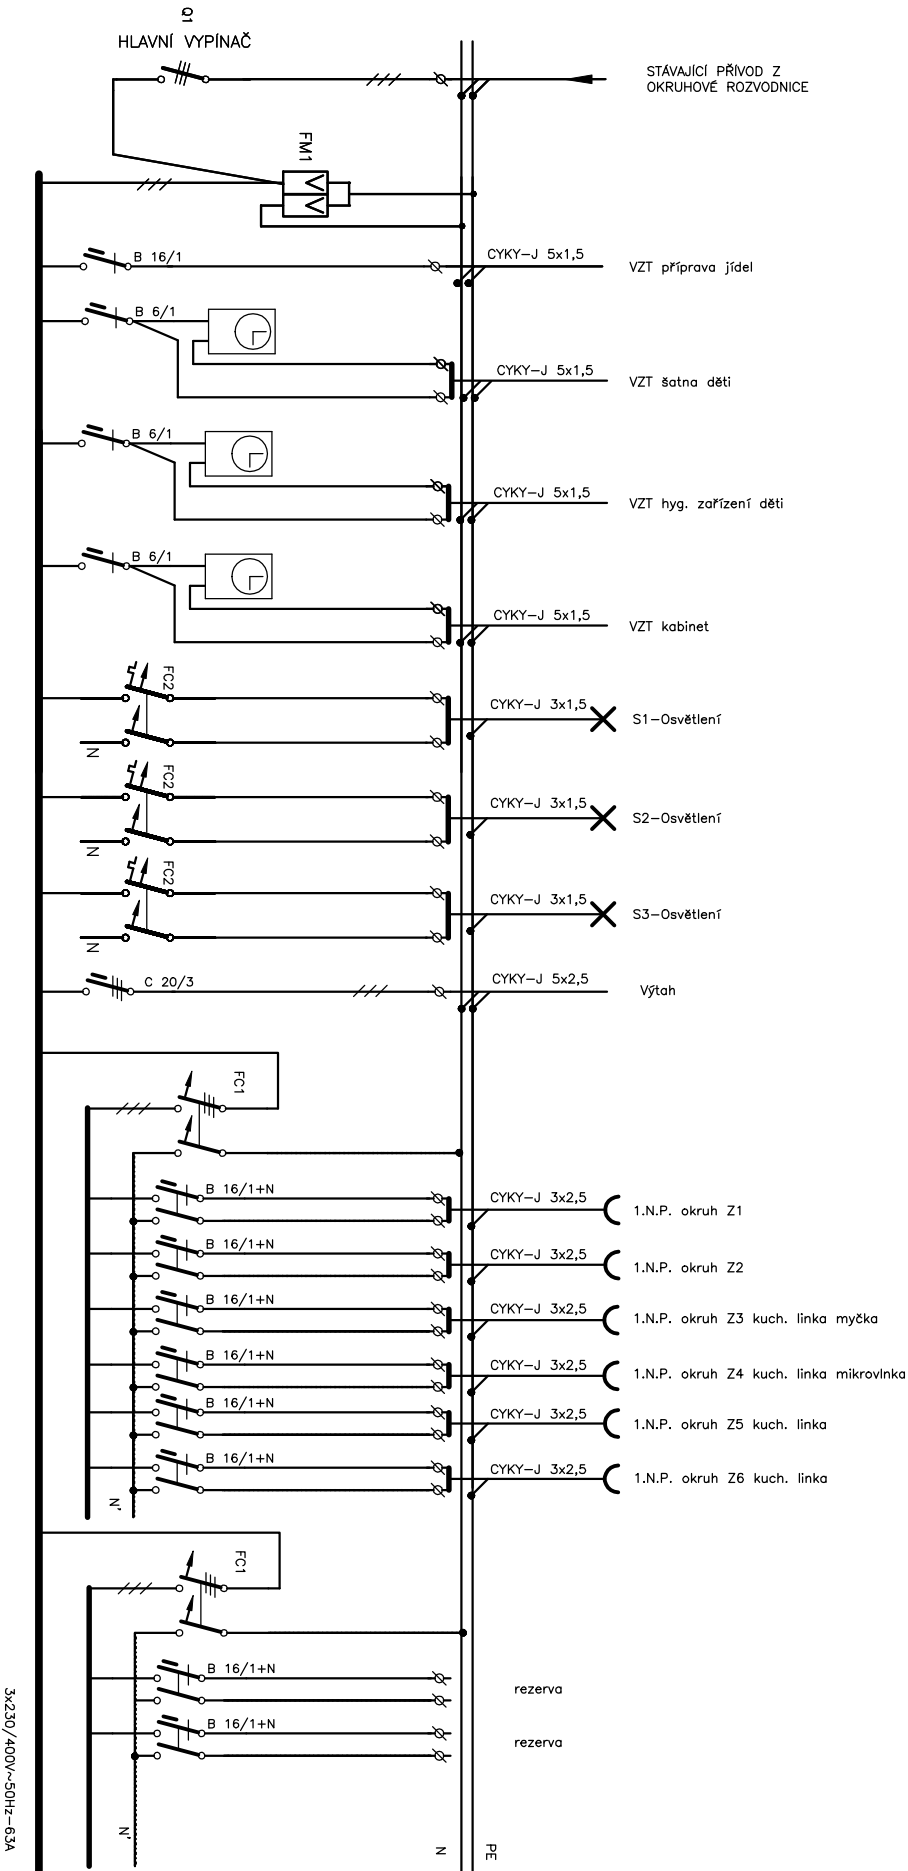 Q1
HLAVNÍ VYPÍNAČ
STÁVAJÍCÍ PŘÍVOD Z
OKRUHOVÉ ROZVODNICE
FM1
B 16/1
CYKY-J 5x1,5
VZT příprava jídel
B 6/1
CYKY-J 5x1,5
VZT šatna děti
B 6/1
CYKY-J 5x1,5
VZT hyg. zařízení děti
B 6/1
CYKY-J 5x1,5
VZT kabinet
FC2
N
CYKY-J 3x1,5
S1-Osvětlení
FC2
N
CYKY-J 3x1,5
S2-Osvětlení
FC2
N
CYKY-J 3x1,5
S3-Osvětlení
C 20/3
CYKY-J 5x2,5
Výtah
FC1
B 16/1+N
CYKY-J 3x2,5
1.N.P. okruh Z1
B 16/1+N
CYKY-J 3x2,5
1.N.P. okruh Z2
B 16/1+N
CYKY-J 3x2,5
1.N.P. okruh Z3 kuch. linka myčka
B 16/1+N
CYKY-J 3x2,5
1.N.P. okruh Z4 kuch. linka mikrovlnka
B 16/1+N
CYKY-J 3x2,5
1.N.P. okruh Z5 kuch. linka
B 16/1+N
CYKY-J 3x2,5
1.N.P. okruh Z6 kuch. linka
N'
FC1
B 16/1+N
rezerva
B 16/1+N
rezerva
N'
N
PE
3x230/400V~50Hz-63A